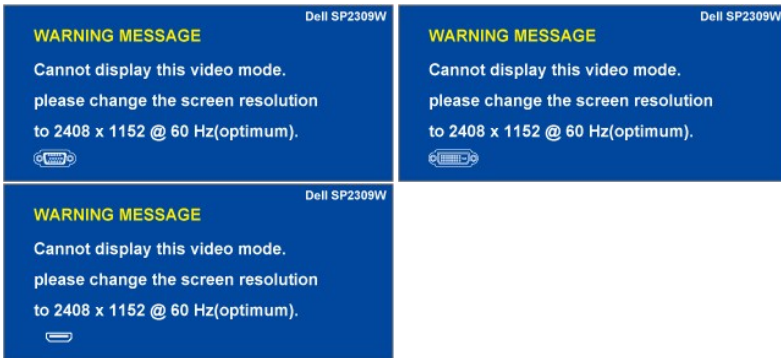 Dell SP2309W
WARNING MESSAGE
Cannot display this video mode.
please change the screen resolution
to 2408 x 1152 @ 60 Hz(optimum).
Dell SP2309W
WARNING MESSAGE
Cannot display this video mode.
please change the screen resolution
to 2408 x 1152 @ 60 Hz(optimum).
Dell SP2309W
WARNING MESSAGE
Cannot display this video mode.
please change the screen resolution
to 2408 x 1152 @ 60 Hz(optimum).